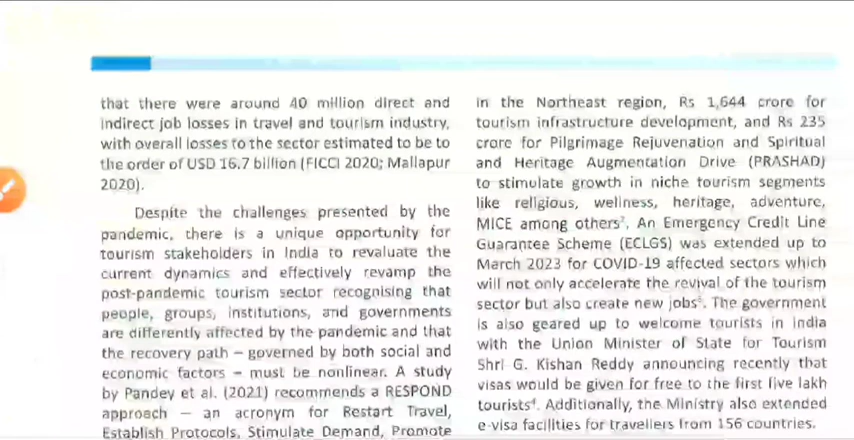 that there were around 40 million direct and
indirect job losses in travel and tourism industry,
with overall losses to the sector estimated to be to
the order of USD 16.7 billion (FICCI 2020; Mallapur
2020).
Despite the challenges presented by the
pandemic, there is a unique opportunity for
tourism stakeholders in India to revaluate the
current dynamics and effectively revamp the
post-pandemic tourism sector recognising that
people, groups, institutions, and governments
are differently affected by the pandemic and that
the recovery path – governed by both social and
economic factors – must be nonlinear. A study
by Pandey et al. (2021) recommends a RESPOND
approach — an acronym for Restart Travel,
Establish Protocols, Stimulate Demand, Promote
in the Northeast region, Rs 1,644 crore for
tourism infrastructure development, and Rs 235
crore for Pilgrimage Rejuvenation and Spiritual
and Heritage Augmentation Drive (PRASHAD)
to stimulate growth in niche tourism segments
like religious, wellness, heritage, adventure,
MICE among others². An Emergency Credit Line
Guarantee Scheme (ECLGS) was extended up to
March 2023 for COVID-19 affected sectors which
will not only accelerate the revival of the tourism
sector but also create new jobs³. The government
is also geared up to welcome tourists in India
with the Union Minister of State for Tourism
Shri G. Kishan Reddy announcing recently that
visas would be given for free to the first five lakh
tourists⁴. Additionally, the Ministry also extended
e-visa facilities for travellers from 156 countries.